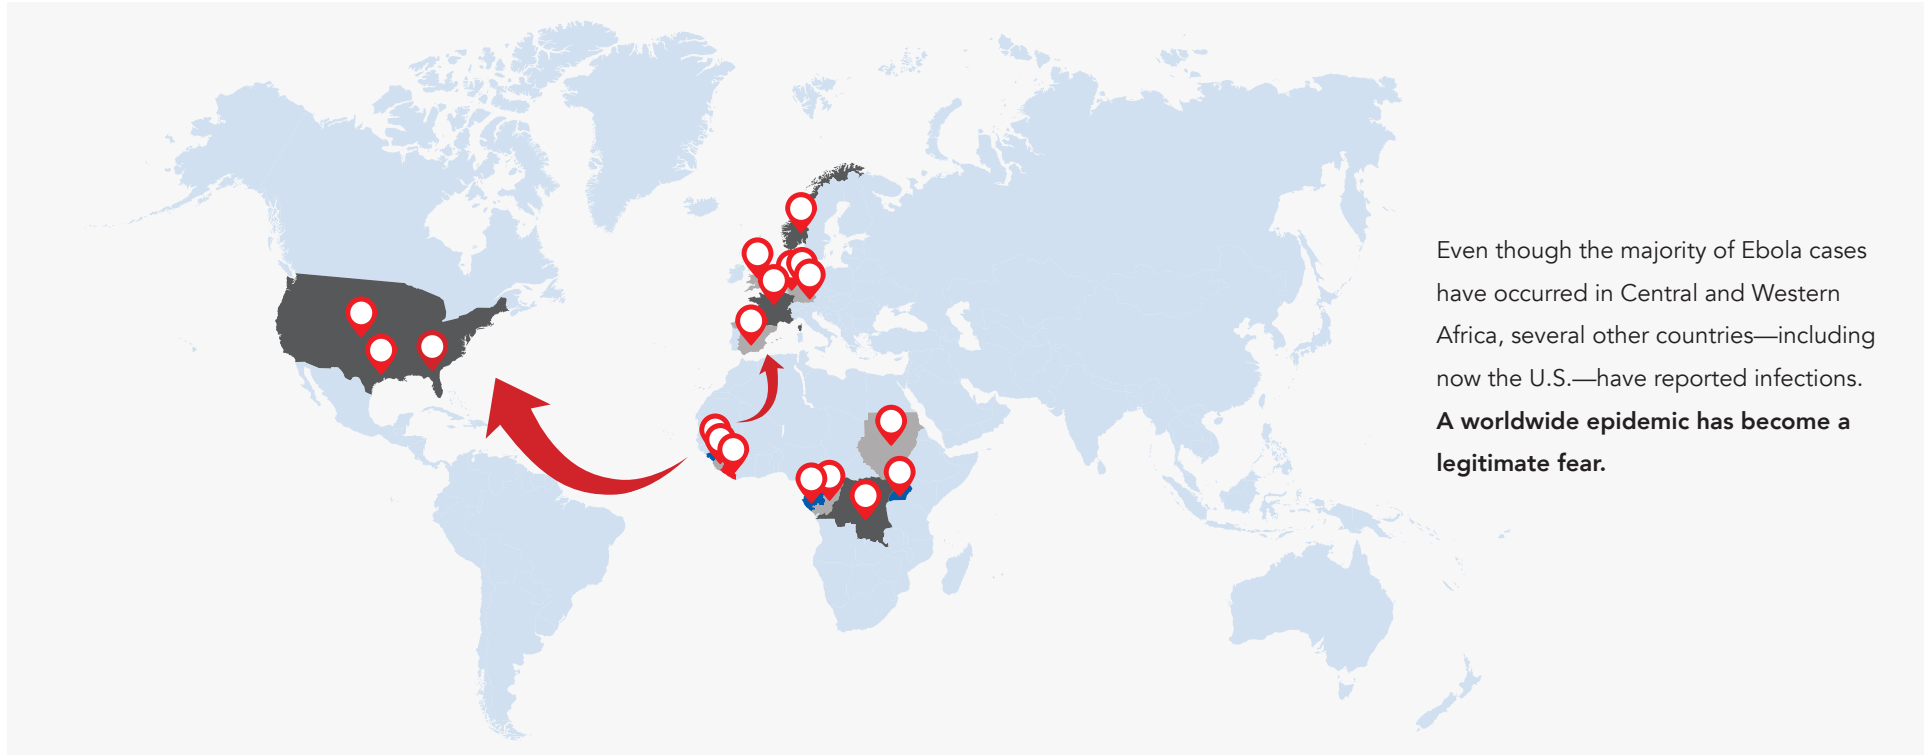 Even though the majority of Ebola cases
have occurred in Central and Western
Africa, several other countries—including
now the U.S.—have reported infections.
A worldwide epidemic has become a
legitimate fear.